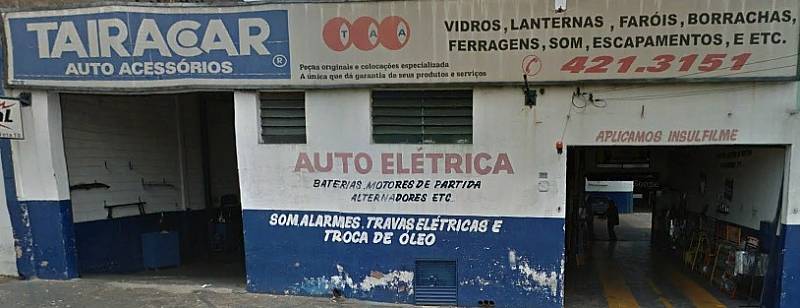 TAIRACAR
AUTO ACESSÓRIOS
®
T A A
Peças originais e colocações especializada
A única que dá garantia de seus produtos e serviços
VIDROS, LANTERNAS, FARÓIS, BORRACHAS,
FERRAGENS, SOM, ESCAPAMENTOS, E ETC.
421.3151
APLICAMOS INSULFILME
AUTO ELÉTRICA
BATERIAS, MOTORES DE PARTIDA
ALTERNADORES ETC.
SOM, ALARMES, TRAVAS ELÉTRICAS E
TROCA DE ÓLEO